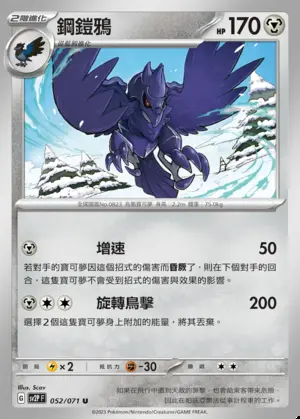 2階進化
鋼鎧鴉
HP 170
從藍鴉進化
全國圖鑑No.0823 烏鴉寶可夢 身高：2.2m 體重：75.0kg
增速 50
若對手的寶可夢因這個招式的傷害而昏厥了，則在下個對手的回
合，這隻寶可夢不會受到招式的傷害與效果的影響。
旋轉鳥擊 200
選擇2個這隻寶可夢身上附加的能量，將其丟棄。
弱點 ×2 抵抗力 -30 撤退
Illus. Scav
G SV2P F 052/071 U
©2023 Pokémon/Nintendo/Creatures/GAME FREAK.